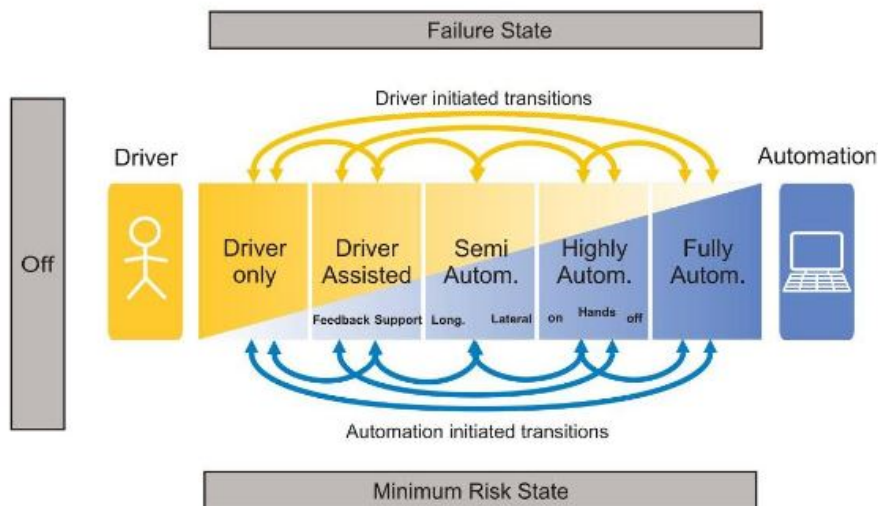 Failure State
Driver initiated transitions
Driver
Automation
Off
Driver
only
Driver
Assisted
Semi
Autom.
Highly
Autom.
Fully
Autom.
Feedback Support
Long. Lateral
on Hands off
Automation initiated transitions
Minimum Risk State